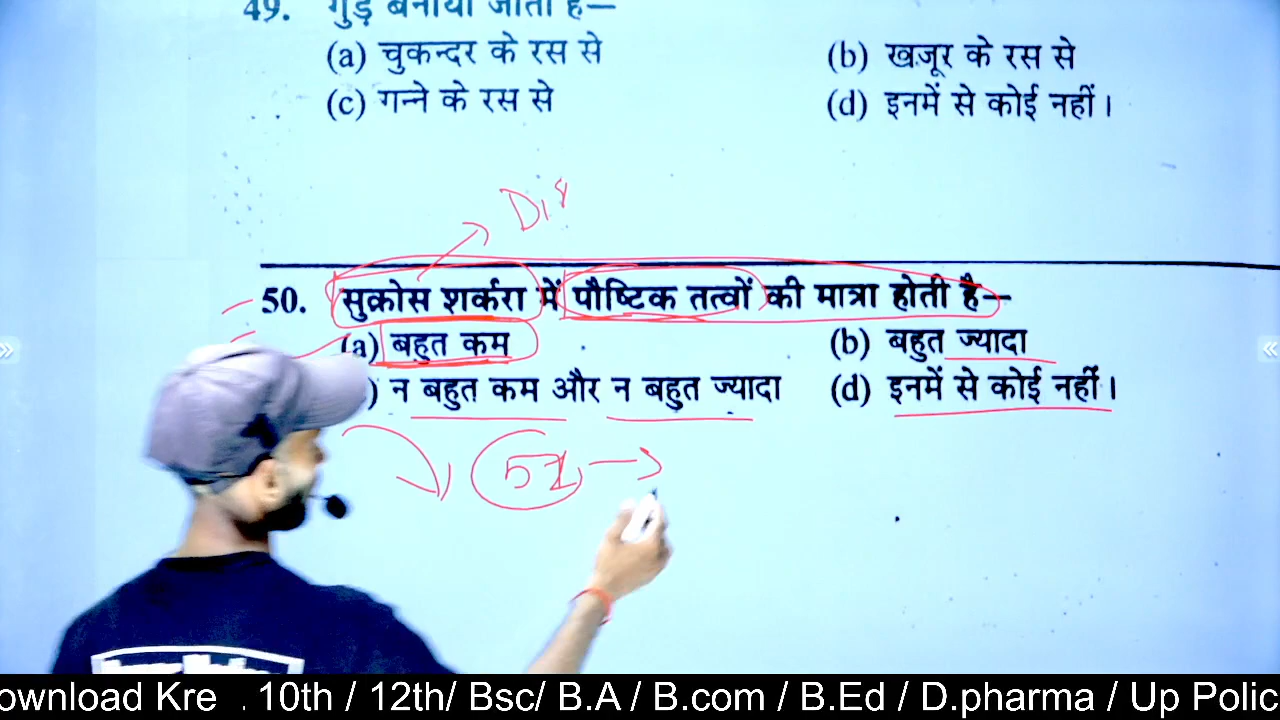 49. गुड़ बनाया जाता है—
(a) चुकन्दर के रस से (b) खजूर के रस से
(c) गन्ने के रस से (d) इनमें से कोई नहीं।
50. सुक्रोस शर्करा में पौष्टिक तत्वों की मात्रा होती है—
(a) बहुत कम (b) बहुत ज्यादा
) न बहुत कम और न बहुत ज्यादा (d) इनमें से कोई नहीं।
ownload Kre . 10th / 12th/ Bsc/ B.A / B.com / B.Ed / D.pharma / Up Polic